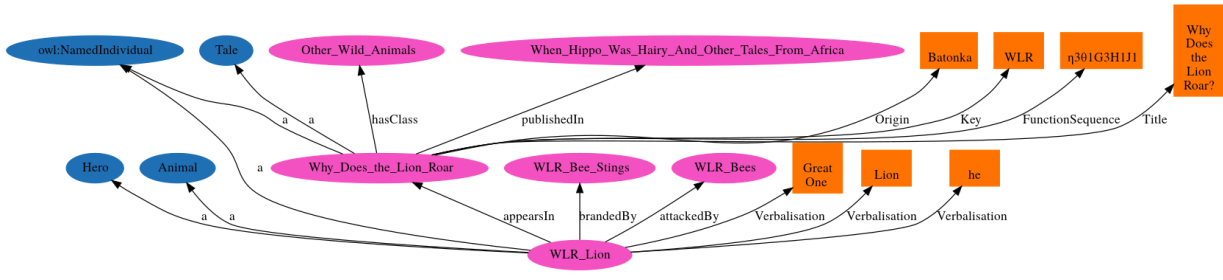 Why
Does
the
Lion
Roar?
owl:NamedIndividual
Tale
Other_Wild_Animals
When_Hippo_Was_Hairy_And_Other_Tales_From_Africa
Batonka
WLR
η3θ1G3H1J1
a
a
hasClass
publishedIn
Origin
Key
FunctionSequence
Title
Hero
Animal
a
Why_Does_the_Lion_Roar
WLR_Bee_Stings
WLR_Bees
Great
One
Lion
he
a
a
appearsIn
brandedBy
attackedBy
Verbalisation
Verbalisation
Verbalisation
WLR_Lion